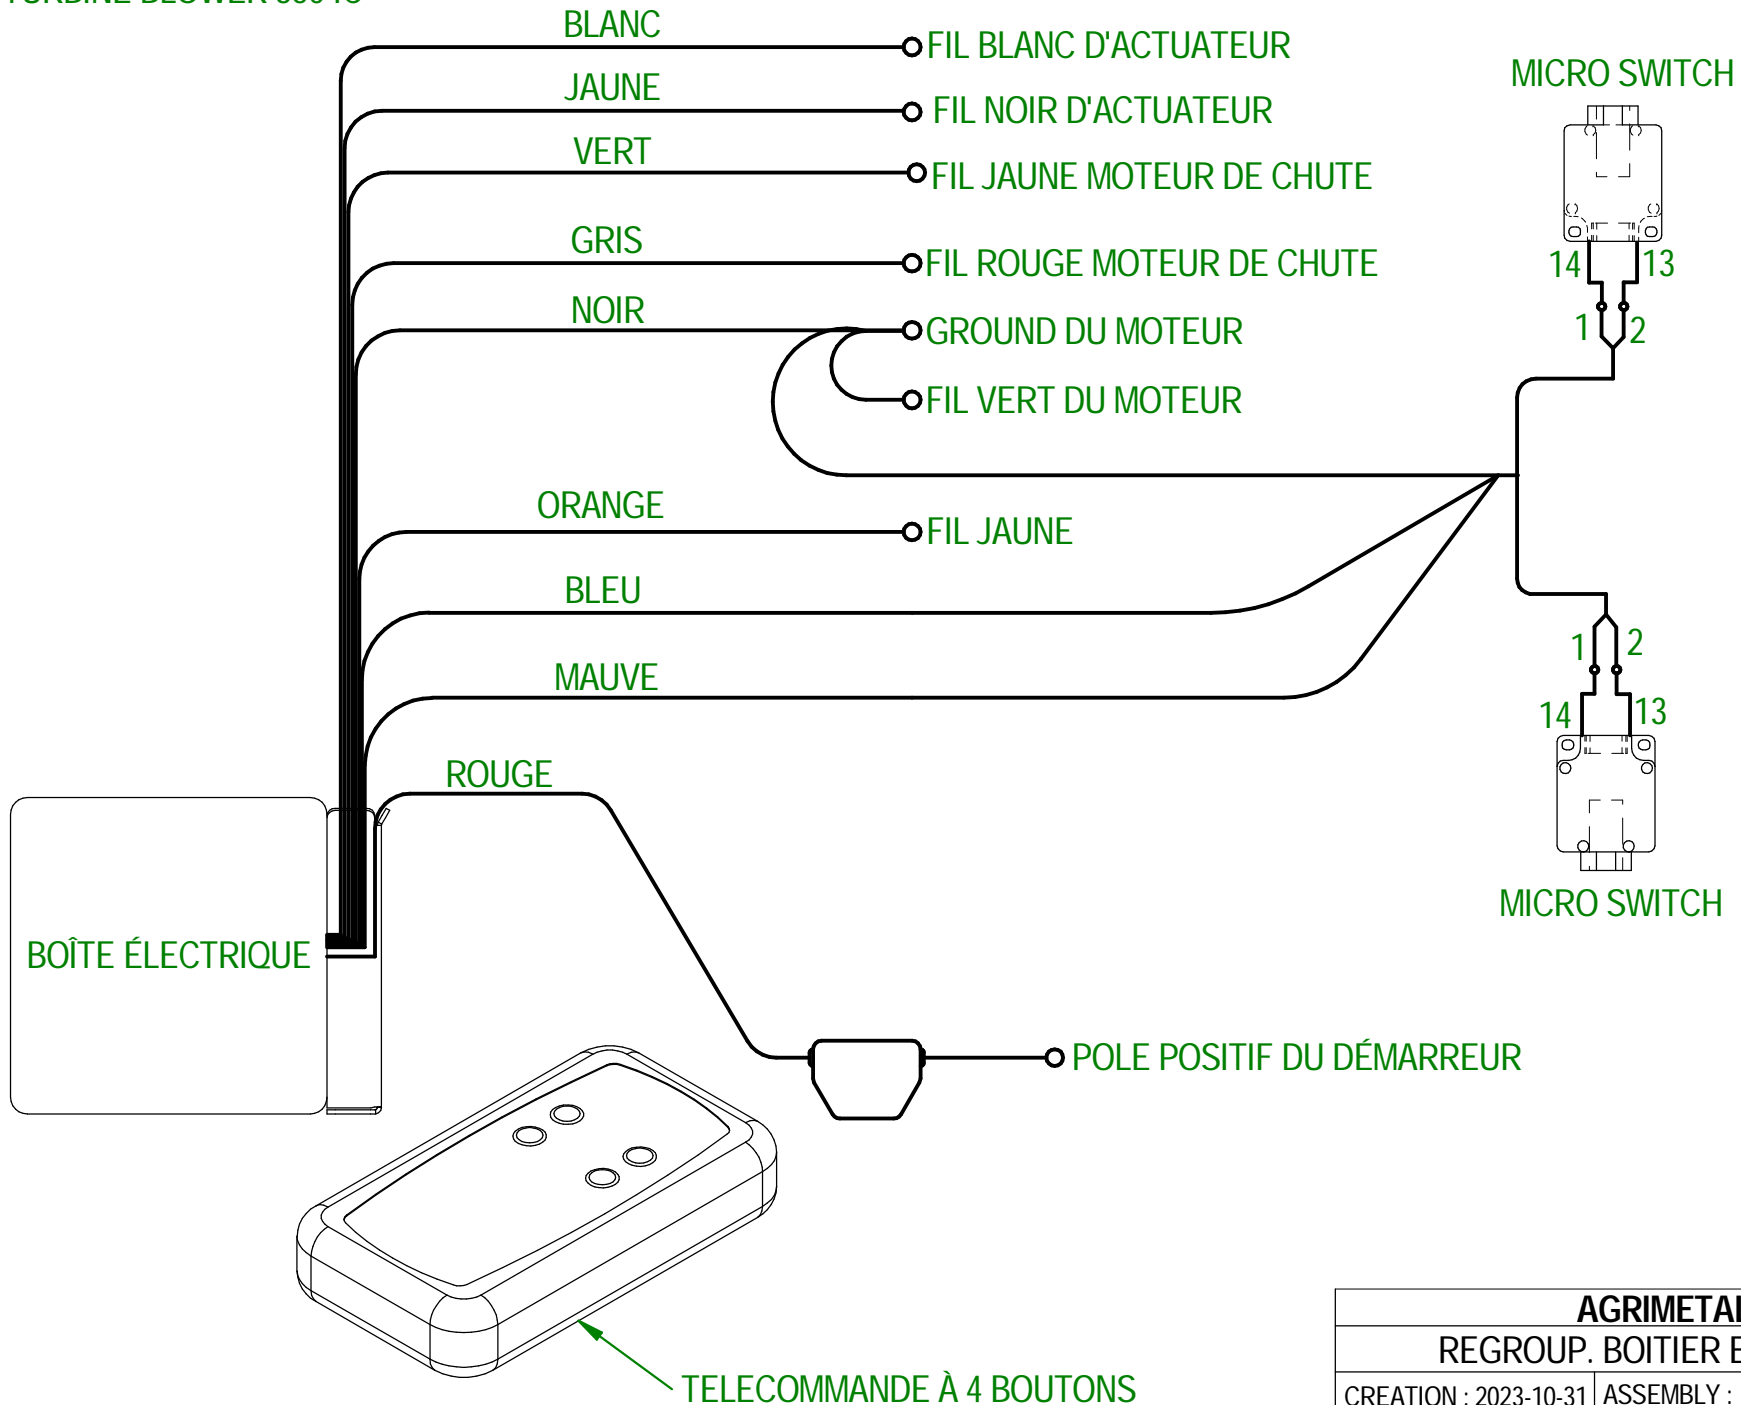 BLANC
FIL BLANC D'ACTUATEUR
MICRO SWITCH
JAUNE
FIL NOIR D'ACTUATEUR
VERT
FIL JAUNE MOTEUR DE CHUTE
GRIS
FIL ROUGE MOTEUR DE CHUTE
14 13
NOIR
GROUND DU MOTEUR
1 2
FIL VERT DU MOTEUR
ORANGE
FIL JAUNE
BLEU
1 2
MAUVE
14 13
ROUGE
MICRO SWITCH
BOÎTE ÉLECTRIQUE
POLE POSITIF DU DÉMARREUR
TELECOMMANDE À 4 BOUTONS
REGROUP. BOITIER
CREATION : 2023-10-31
ASSEMBLY :